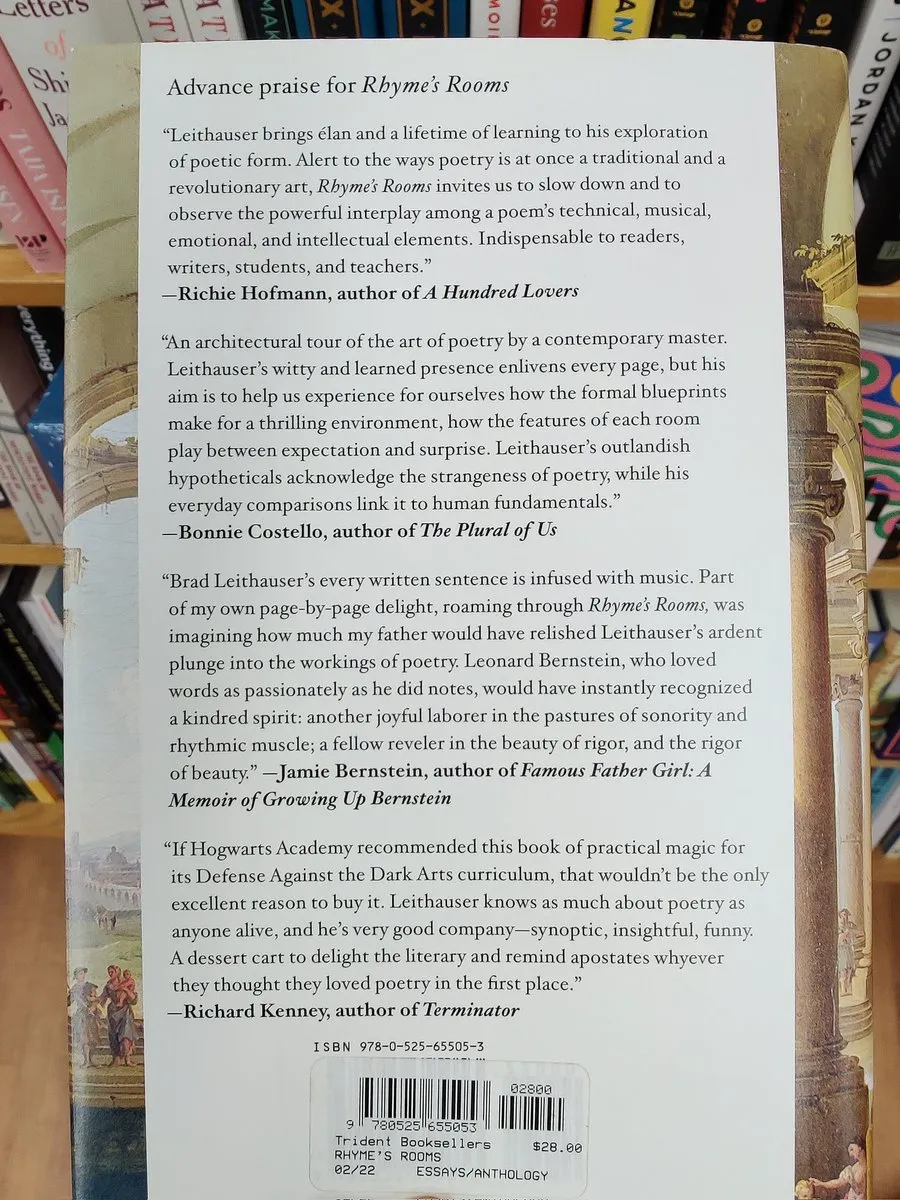 Letters
of
JORDAN
everything
Advance praise for Rhyme's Rooms
“Leithauser brings élan and a lifetime of learning to his exploration
of poetic form. Alert to the ways poetry is at once a traditional and a
revolutionary art, Rhyme's Rooms invites us to slow down and to
observe the powerful interplay among a poem's technical, musical,
emotional, and intellectual elements. Indispensable to readers,
writers, students, and teachers.”
—Richie Hofmann, author of A Hundred Lovers
“An architectural tour of the art of poetry by a contemporary master.
Leithauser's witty and learned presence enlivens every page, but his
aim is to help us experience for ourselves how the formal blueprints
make for a thrilling environment, how the features of each room
play between expectation and surprise. Leithauser's outlandish
hypotheticals acknowledge the strangeness of poetry, while his
everyday comparisons link it to human fundamentals.”
—Bonnie Costello, author of The Plural of Us
“Brad Leithauser's every written sentence is infused with music. Part
of my own page-by-page delight, roaming through Rhyme's Rooms, was
imagining how much my father would have relished Leithauser's ardent
plunge into the workings of poetry. Leonard Bernstein, who loved
words as passionately as he did notes, would have instantly recognized
a kindred spirit: another joyful laborer in the pastures of sonority and
rhythmic muscle; a fellow reveler in the beauty of rigor, and the rigor
of beauty.” —Jamie Bernstein, author of Famous Father Girl: A
Memoir of Growing Up Bernstein
“If Hogwarts Academy recommended this book of practical magic for
its Defense Against the Dark Arts curriculum, that wouldn't be the only
excellent reason to buy it. Leithauser knows as much about poetry as
anyone alive, and he's very good company—synoptic, insightful, funny.
A dessert cart to delight the literary and remind apostates whyever
they thought they loved poetry in the first place.”
—Richard Kenney, author of Terminator
ISBN 978-0-525-65505-3
02800
9 780525 655053
Trident Booksellers $28.00
RHYME'S ROOMS
02/22 ESSAYS/ANTHOLOGY